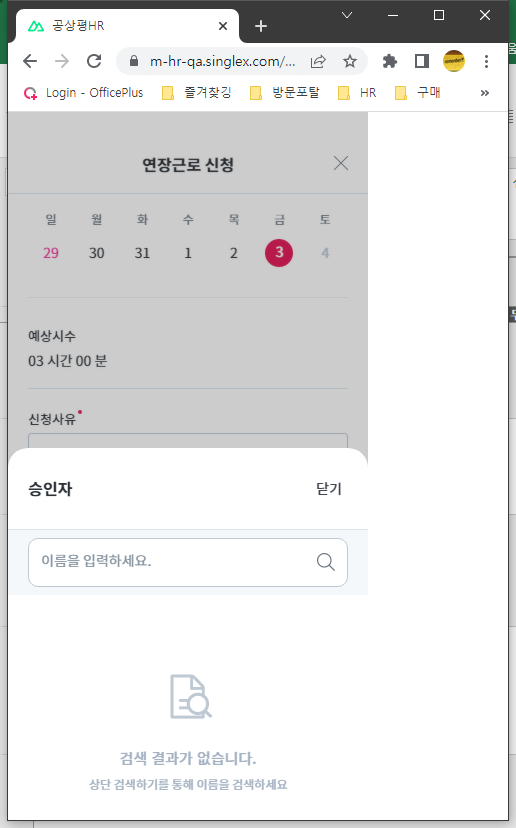 공상평HR
m-hr-qa.singlex.com/...
Login - OfficePlus 즐겨찾깅 방문포탈 HR 구매 »
연장근로 신청
일 월 화 수 목 금 토
29 30 31 1 2 3 4
예상시수
03 시간 00 분
신청사유
승인자 닫기
이름을 입력하세요.
검색 결과가 없습니다.
상단 검색하기를 통해 이름을 검색하세요